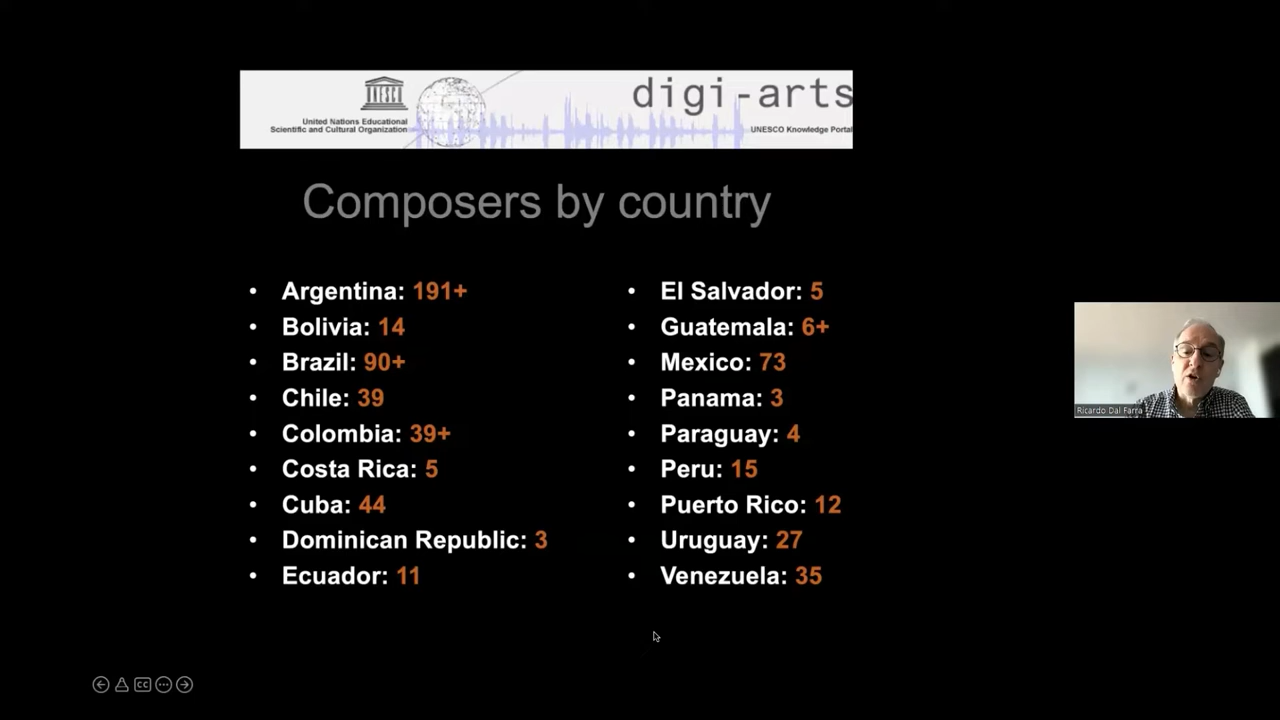 United Nations Educational
Scientific and Cultural Organization
digi-arts
UNESCO Knowledge Portal
Composers by country
• Argentina: 191+
• Bolivia: 14
• Brazil: 90+
• Chile: 39
• Colombia: 39+
• Costa Rica: 5
• Cuba: 44
• Dominican Republic: 3
• Ecuador: 11
• El Salvador: 5
• Guatemala: 6+
• Mexico: 73
• Panama: 3
• Paraguay: 4
• Peru: 15
• Puerto Rico: 12
• Uruguay: 27
• Venezuela: 35
Ricardo Dal Farra
CC